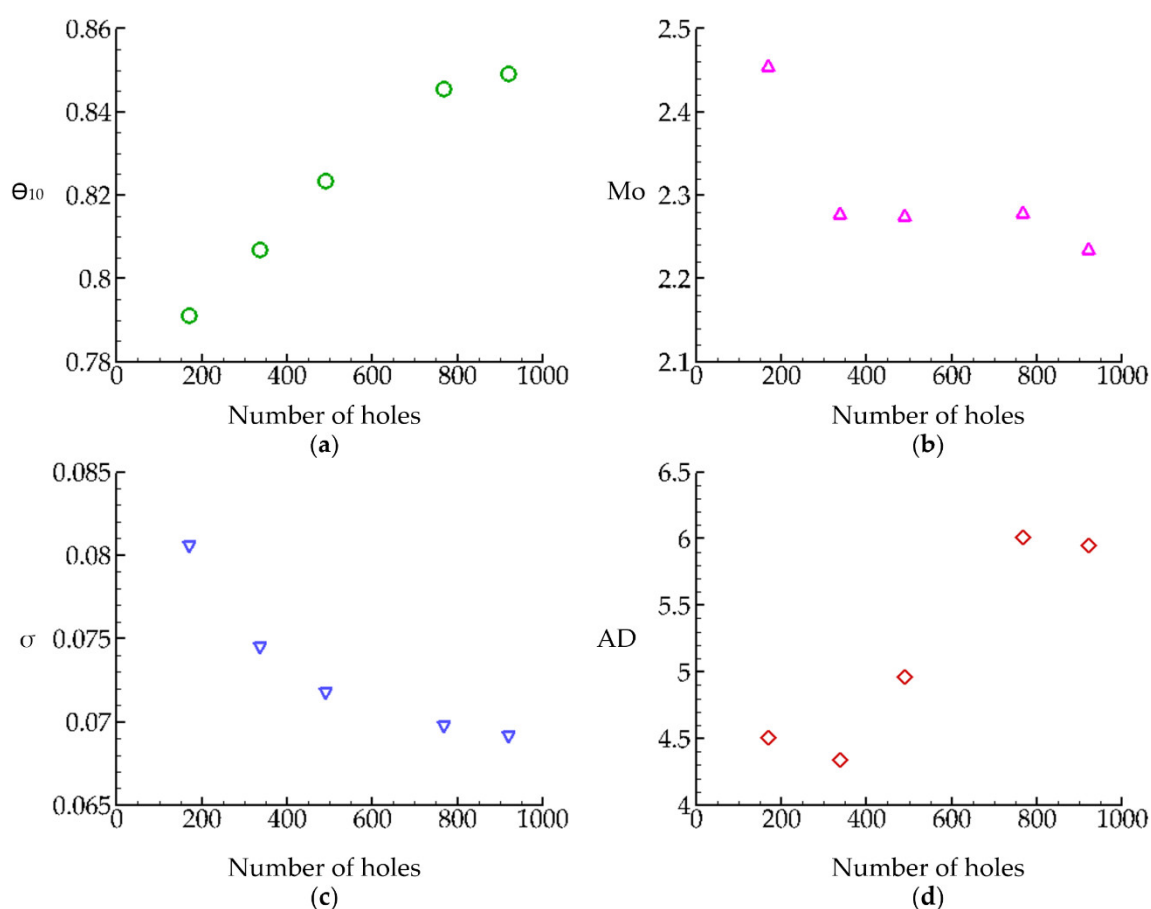 0.86
0.84
0.82
0.8
0.78
ϴ10
0 200 400 600 800 1000
Number of holes
(a)
2.5
2.4
2.3
2.2
2.1
Mo
0 200 400 600 800 1000
Number of holes
(b)
0.085
0.08
0.075
0.07
0.065
σ
0 200 400 600 800 1000
Number of holes
(c)
6.5
6
5.5
5
4.5
4
AD
0 200 400 600 800 1000
Number of holes
(d)